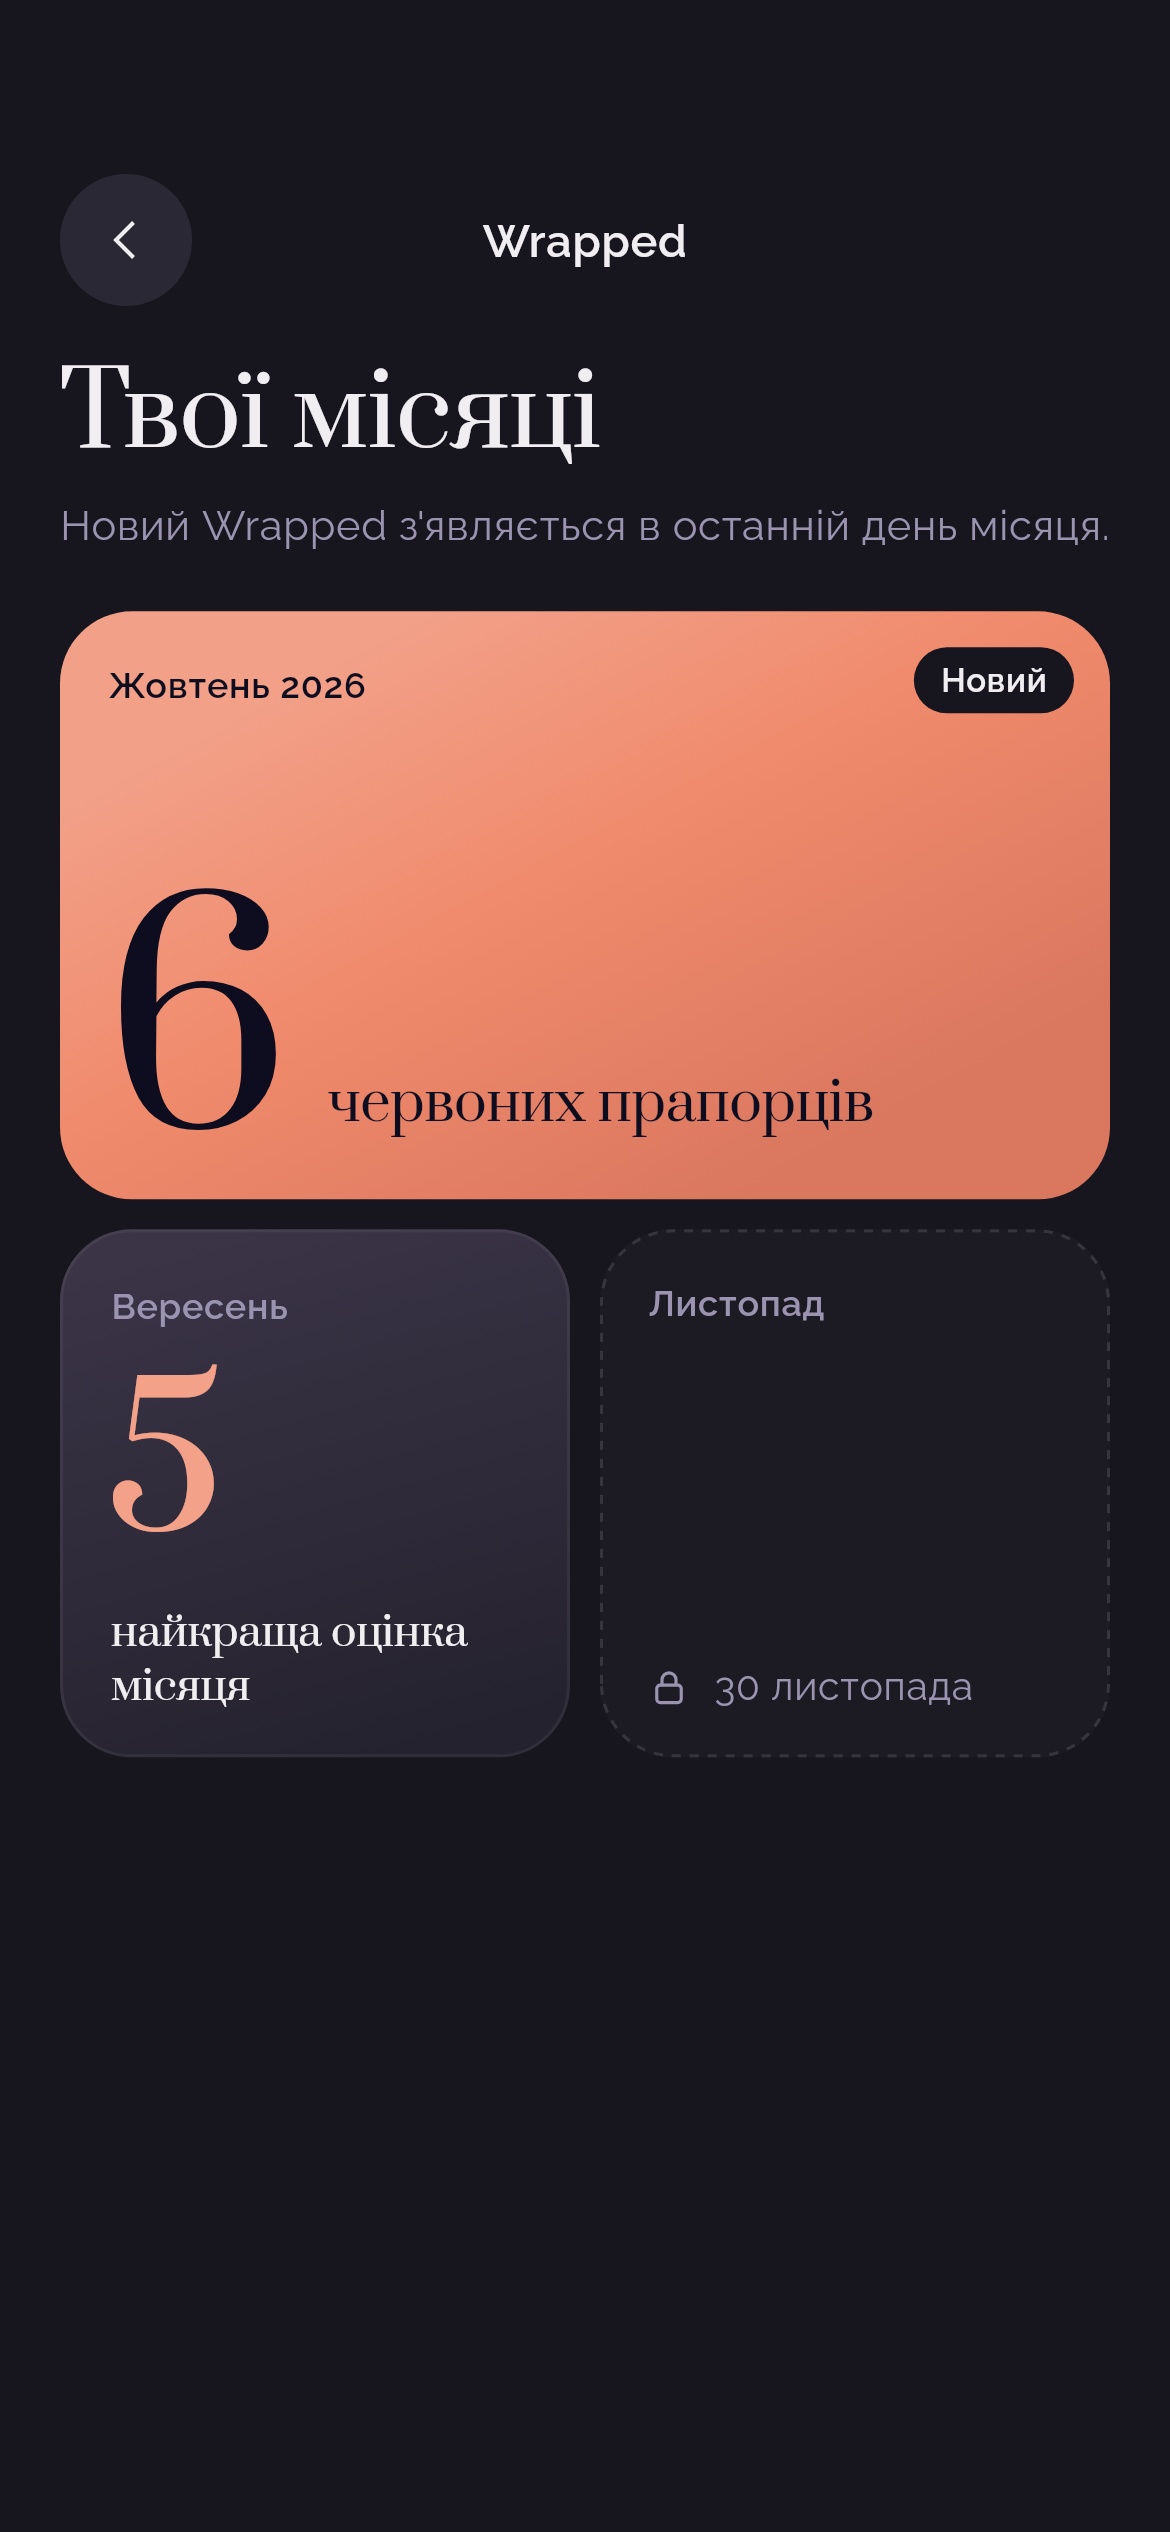 Wrapped
Твої місяці
Новий Wrapped з'являється в останній день місяця.
Жовтень 2026
Новий
6 червоних прапорців
Вересень
5
найкраща оцінка
місяця
Листопад
30 листопада